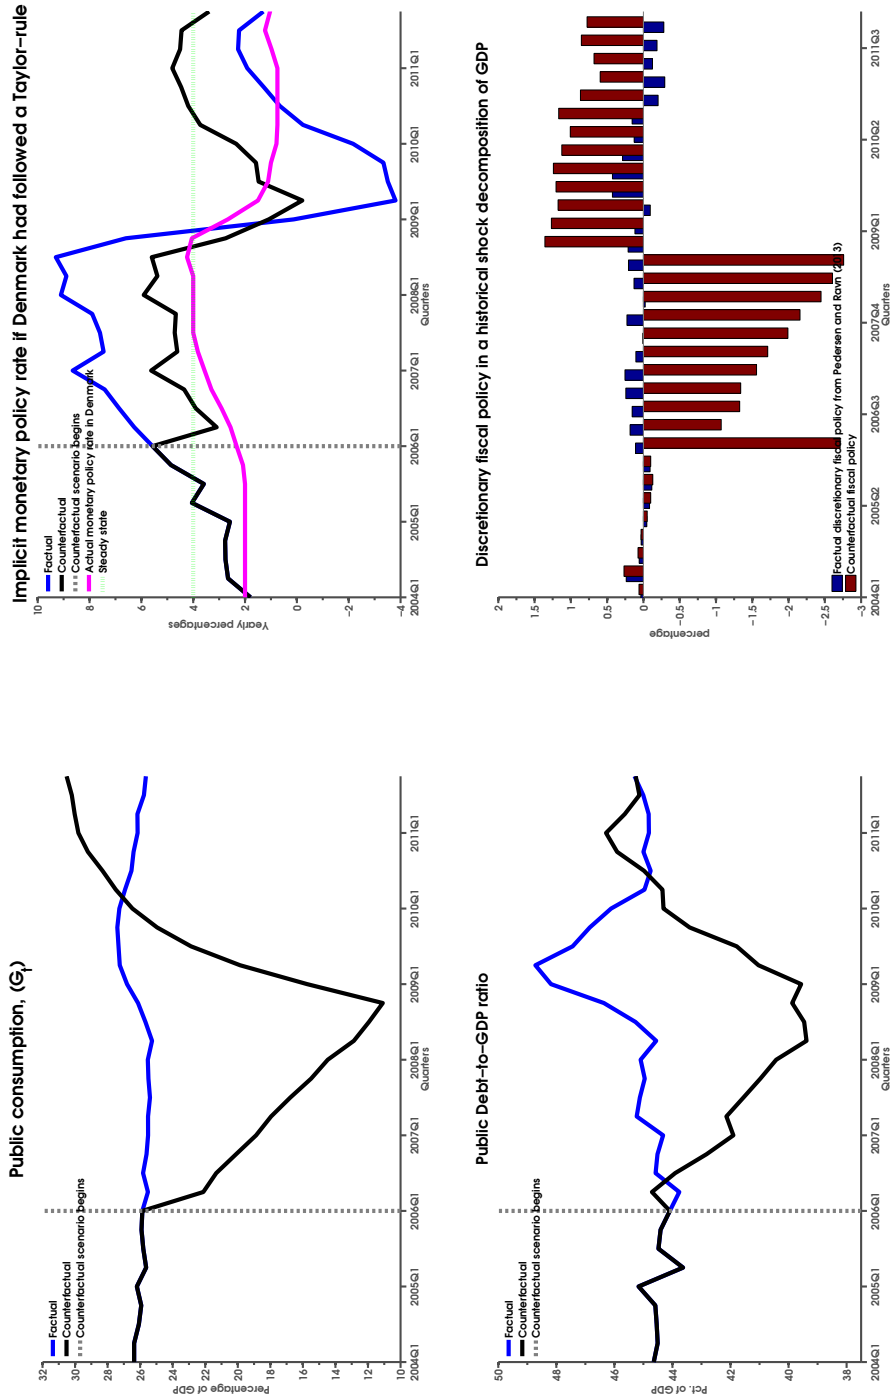 Public consumption, (Gt)
Factual
Counterfactual
Counterfactual scenario begins
32
30
28
26
24
22
20
18
16
14
12
10
Percentage of GDP
2004Q1
2005Q1
2006Q1
2007Q1
2008Q1
2009Q1
2010Q1
2011Q1
Quarters
Implicit monetary policy rate if Denmark had followed a Taylor–rule
Factual
Counterfactual
Counterfactual scenario begins
Actual monetary policy rate in Denmark
Steady state
10
8
6
4
2
0
−2
−4
Yearly percentages
2004Q1
2005Q1
2006Q1
2007Q1
2008Q1
2009Q1
2010Q1
2011Q1
Quarters
Public Debt–to–GDP ratio
Factual
Counterfactual
Counterfactual scenario begins
50
48
46
44
42
40
38
Pct. of GDP
2004Q1
2005Q1
2006Q1
2007Q1
2008Q1
2009Q1
2010Q1
2011Q1
Quarters
Discretionary fiscal policy in a historical shock decomposition of GDP
2
1.5
1
0.5
0
−0.5
−1
−1.5
−2
−2.5
−3
percentage
Factual discretionary fiscal policy from Pedersen and Ravn (2013)
Counterfactual fiscal policy
2004Q1
2005Q2
2006Q3
2007Q4
2009Q1
2010Q2
2011Q3
Quarters